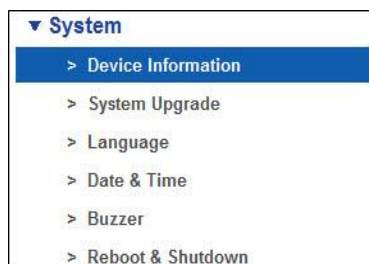 ▼ System
> Device Information
> System Upgrade
> Language
> Date & Time
> Buzzer
> Reboot & Shutdown